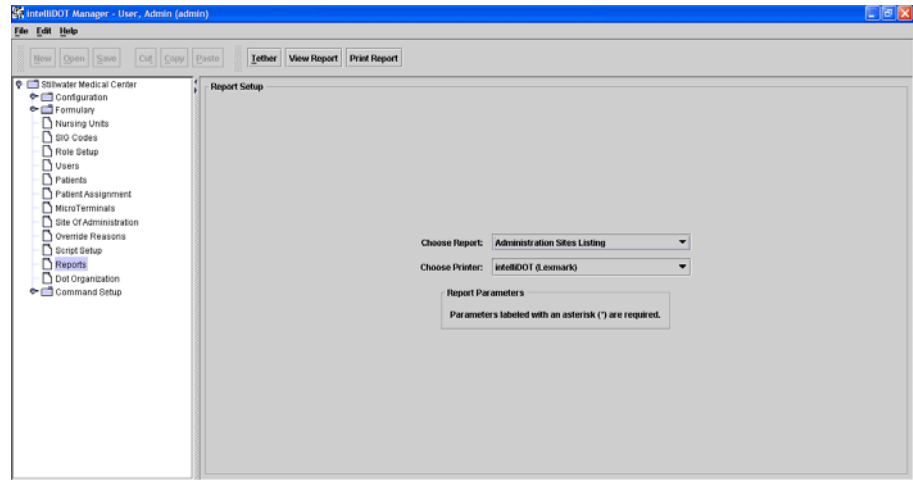 intelliDOT Manager - User, Admin (admin)
File Edit Help
New Open Save Cut Copy Paste Tether View Report Print Report
Stillwater Medical Center
Configuration
Formulary
Nursing Units
SIG Codes
Role Setup
Users
Patients
Patient Assignment
MicroTerminals
Site Of Administration
Override Reasons
Script Setup
Reports
Dot Organization
Command Setup
Report Setup
Choose Report: Administration Sites Listing
Choose Printer: intelliDOT (Lexmark)
Report Parameters
Parameters labeled with an asterisk (*) are required.